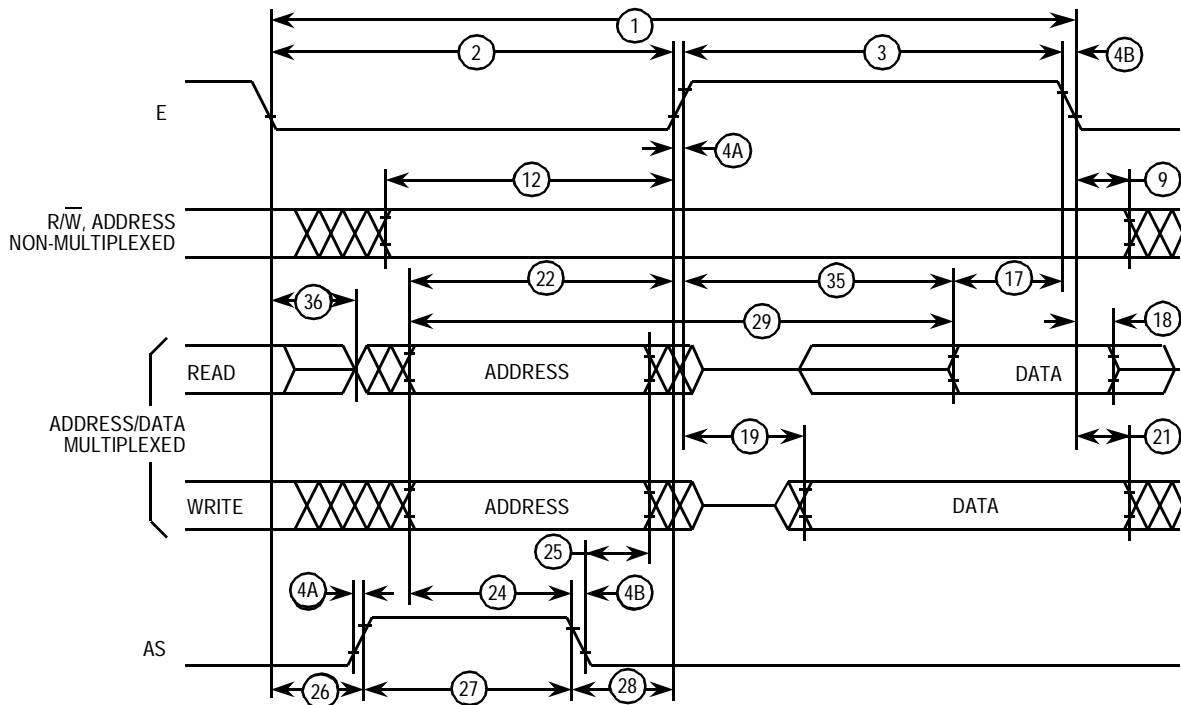 1
2
3
4B
E
4A
12
9
R/W̅, ADDRESS
NON-MULTIPLEXED
22
35
17
36
29
18
READ
ADDRESS
DATA
ADDRESS/DATA
MULTIPLEXED
19
21
WRITE
ADDRESS
DATA
25
4A
24
4B
AS
26
27
28